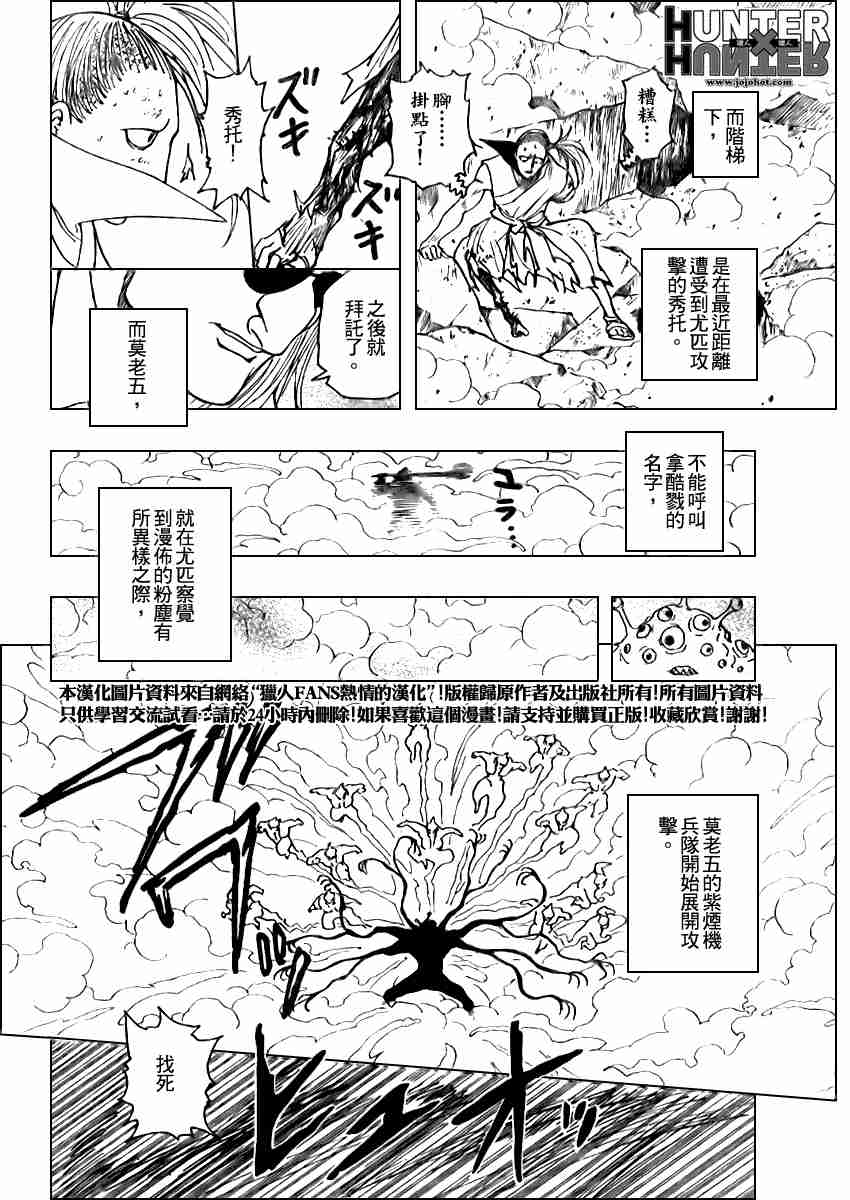 HUNTER
獵人×獵人
HUNTER
www.jojohot.com
而階梯
下，
糟糕…
腳……
掛點了！
是在最近距離
遭受到尤匹攻
擊的秀托。
ズキ
ズキ
秀托！
之後就
拜託了。
而莫老五，
不能呼叫
拿酷戮的
名字，
ユラ…
就在尤匹察覺
到漫佈的粉塵有
所異樣之際，
本漢化圖片資料來自網絡“獵人FANS熱情的漢化”！版權歸原作者及出版社所有！所有圖片資料
只供學習交流試看：請於24小時內刪除！如果喜歡這個漫畫！請支持並購買正版！收藏欣賞！謝謝！
莫老五的紫煙機
兵隊開始展開攻
擊。
找死
ヒュオ